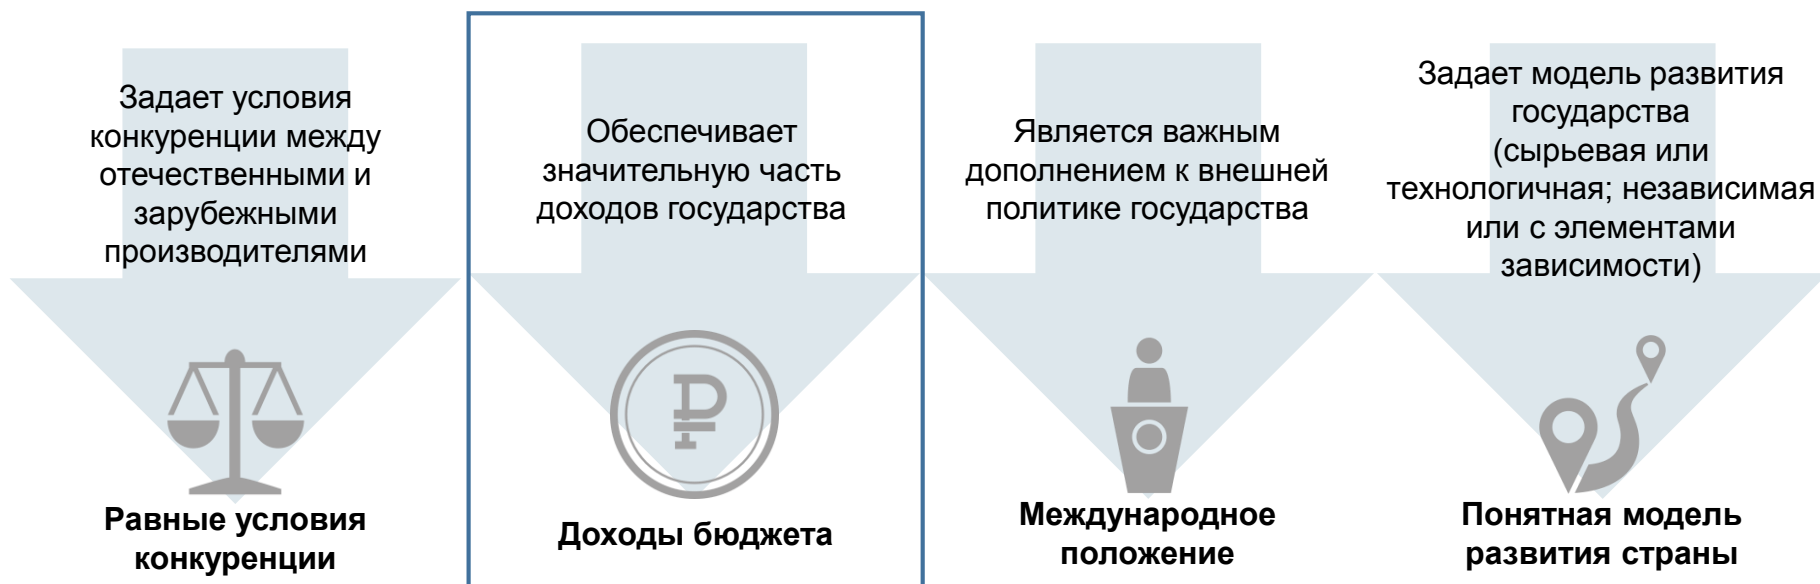 Задает условия
конкуренции между
отечественными и
зарубежными
производителями
Равные условия
конкуренции
Обеспечивает
значительную часть
доходов государства
Доходы бюджета
Является важным
дополнением к внешней
политике государства
Международное
положение
Задает модель развития
государства
(сырьевая или
технологичная; независимая
или с элементами
зависимости)
Понятная модель
развития страны